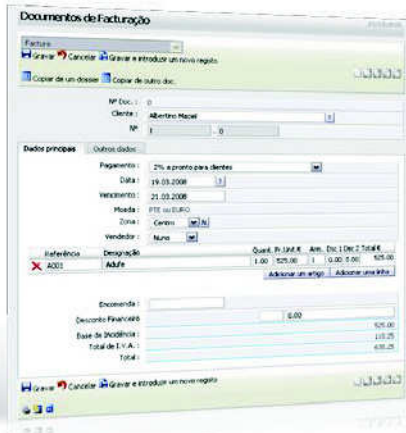 Documentos de Facturação
Factura
Gravar Cancelar Gravar e introduzir um novo registo
Copiar de um dossier Copiar de outro doc.
Nº Doc. : 0
Cliente : Albertino Maciel
Nº 1 . 0
Dados principais Outros dados
Pagamento : 2% a pronto para clientes
Data : 19.03.2008
Vencimento : 21.03.2008
Moeda : PTE ou EURO
Zona : Centro N
Vendedor : Nuno
Referência Designação Quant. Pr.Unit.€ Arm. Dsc 1 Dsc 2 Total €
A001 Adufe 1.00 525.00 1 0.00 0.00 525.00
Adicionar um artigo Adicionar uma linha
Encomenda :
Desconto Financeiro 0.00
Base de Incidência : 525.00
Total de I.V.A. : 110.25
Total : 635.25
Gravar Cancelar Gravar e introduzir um novo registo